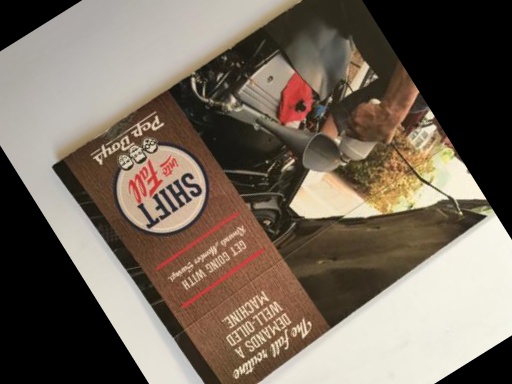 The fall routine
DEMANDS A
WELL-OILED
MACHINE
GET GOING WITH
Rewards Member Savings.
SHIFT
into
Fall
Pep Boys